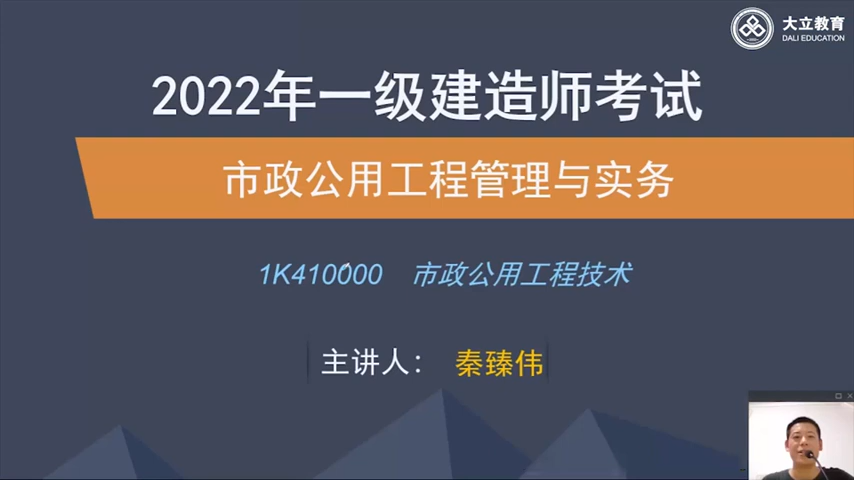 大立教育
DALI EDUCATION
2022年一级建造师考试
市政公用工程管理与实务
1K410000 市政公用工程技术
主讲人： 秦臻伟